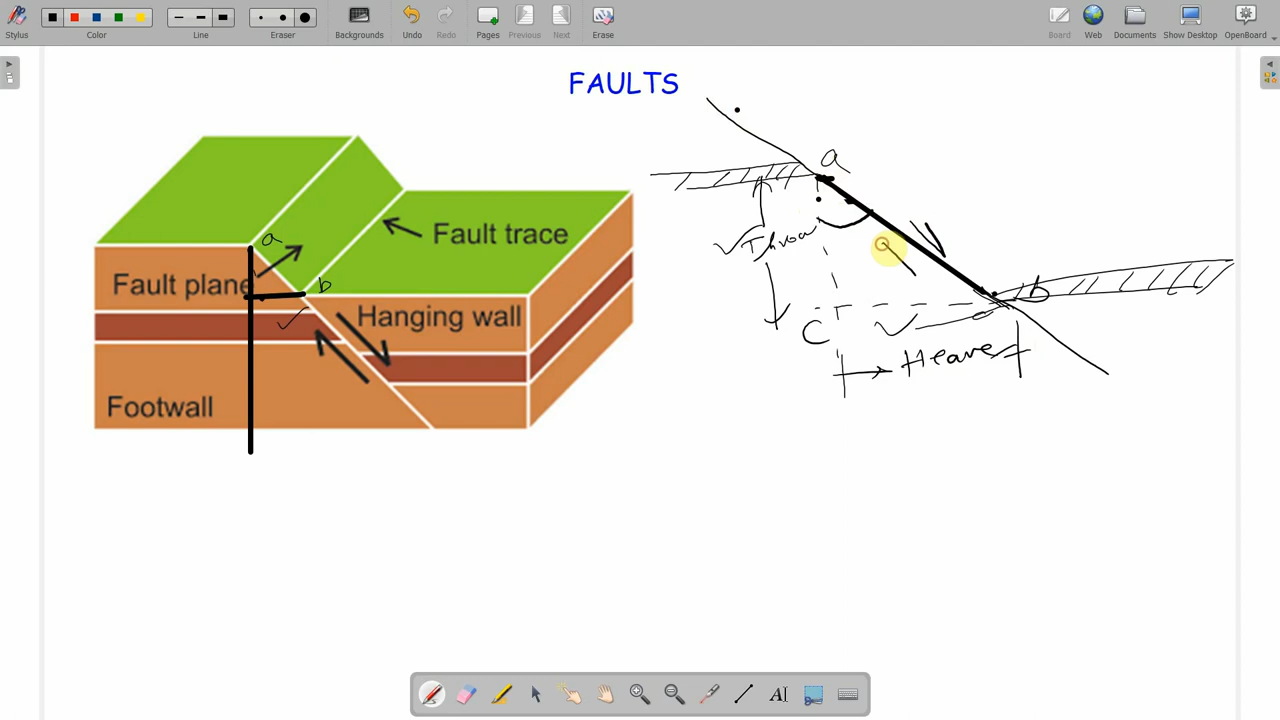 Stylus
Color
Line
Eraser
Backgrounds
Undo
Redo
Pages
Previous
Next
Erase
Board
Web
Documents
Show Desktop
OpenBoard
FAULTS
a
Fault trace
Fault plane
b
Hanging wall
Footwall
a
Throw
b
C
Heave
AI